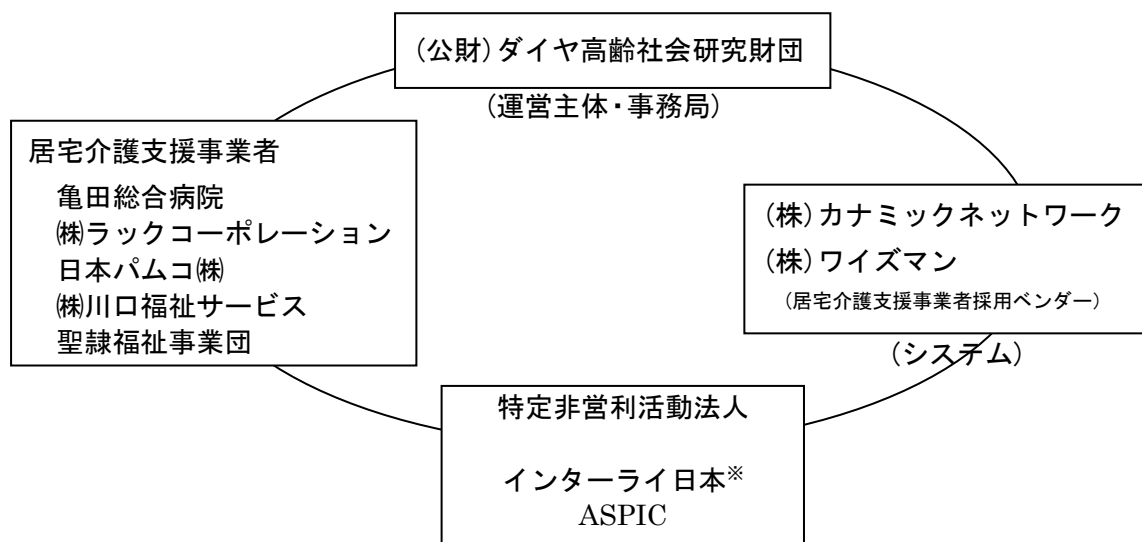 (公財)ダイヤ高齢社会研究財団
(運営主体・事務局)
居宅介護支援事業者
亀田総合病院
㈱ラックコーポレーション
日本パムコ㈱
㈱川口福祉サービス
聖隷福祉事業団
(株)カナミックネットワーク
(株)ワイズマン
(居宅介護支援事業者採用ベンダー)
(システム)
特定非営利活動法人
インターライ日本※
ASPIC